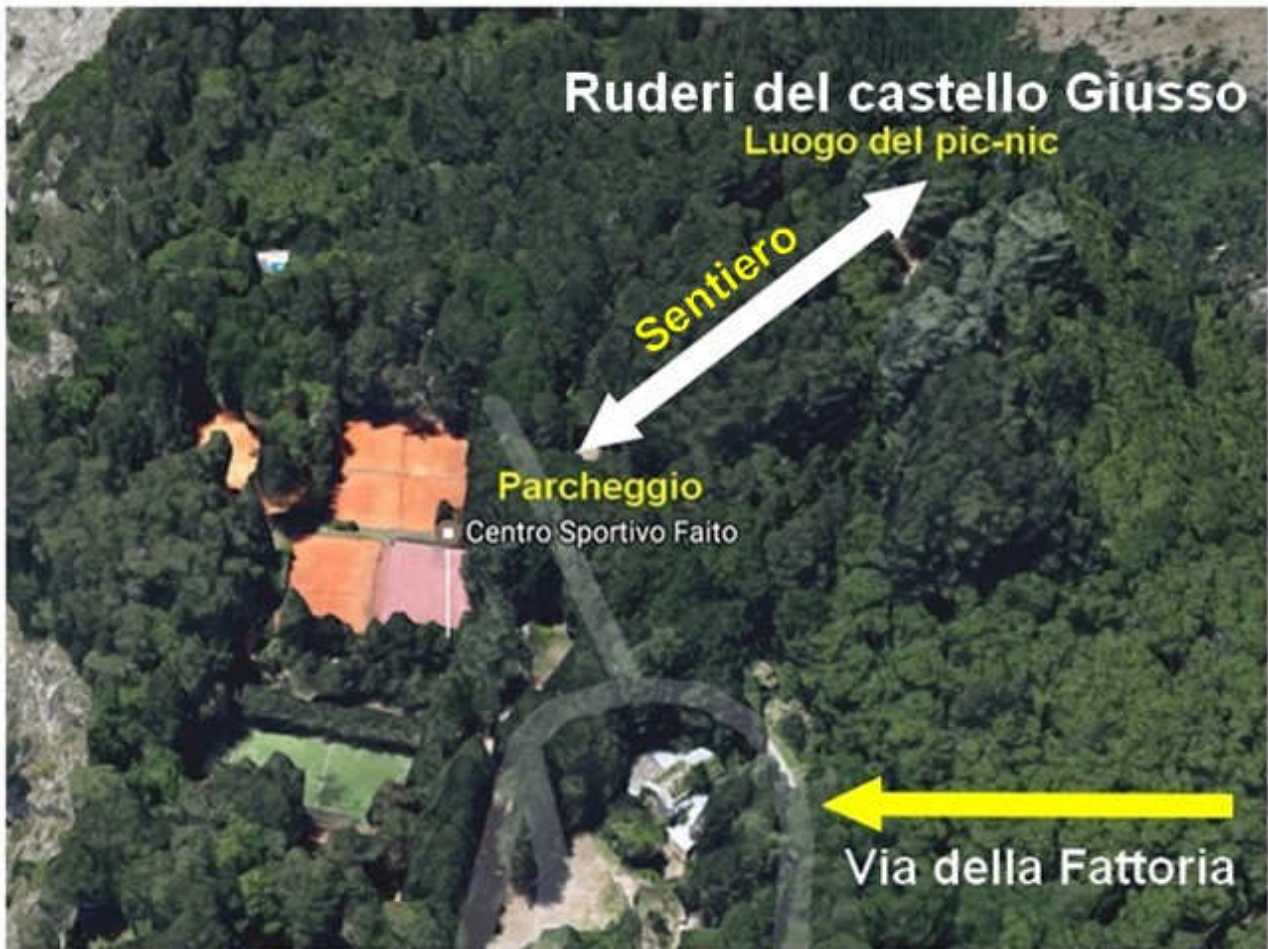 Ruderi del castello Giusso
Luogo del pic-nic
Sentiero
Parcheggio
Centro Sportivo Faito
Via della Fattoria